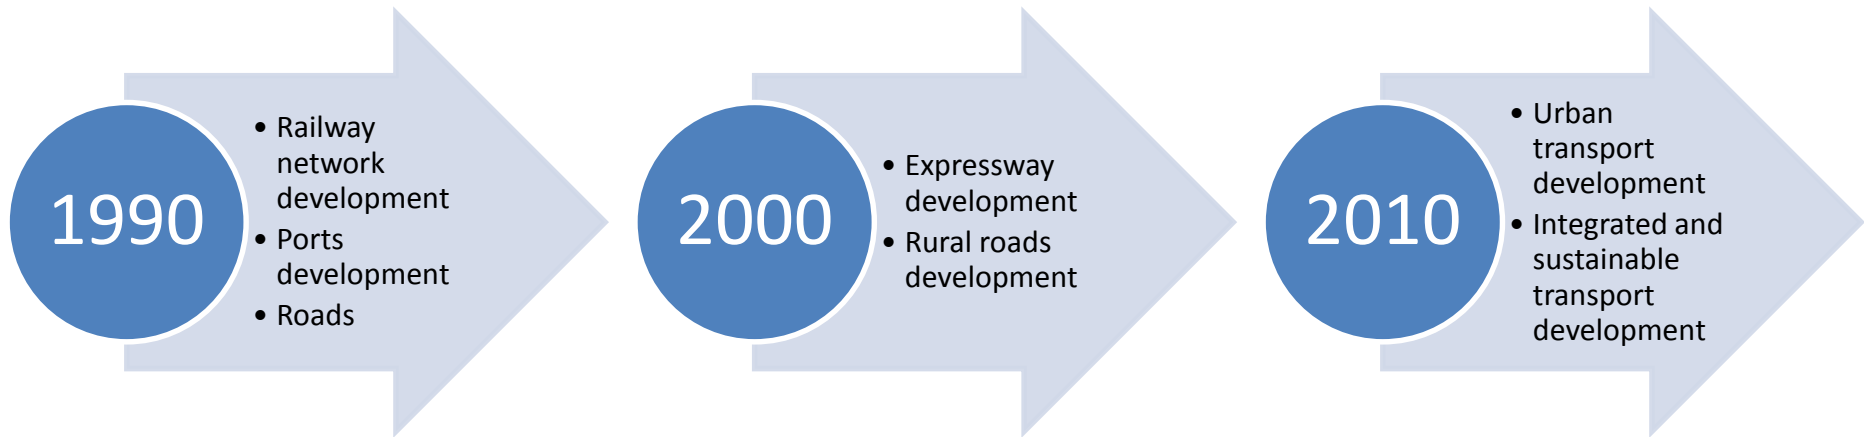 1990
• Railway
network
development
• Ports
development
• Roads
2000
• Expressway
development
• Rural roads
development
2010
• Urban
transport
development
• Integrated and
sustainable
transport
development